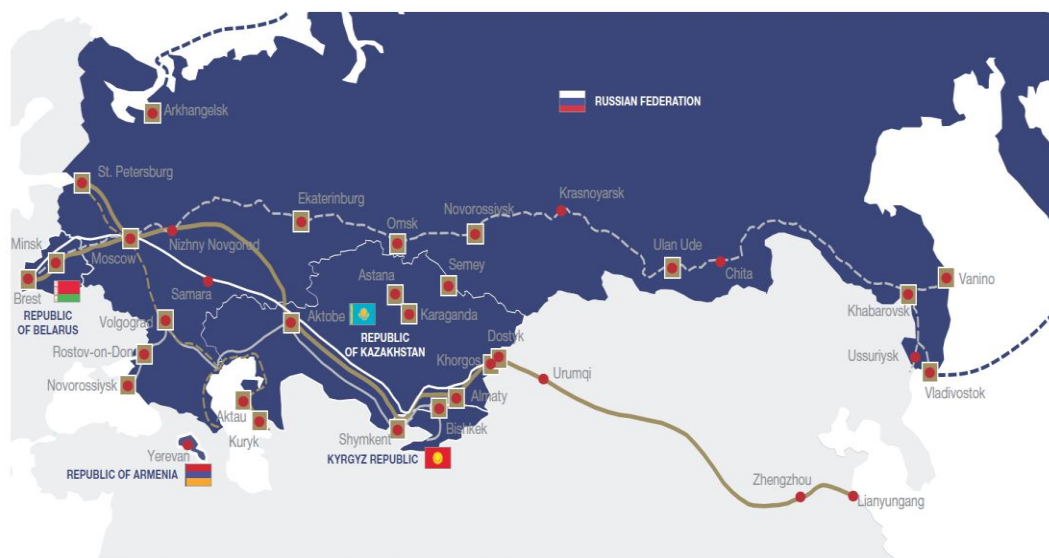 RUSSIAN FEDERATION
Arkhangelsk
St. Petersburg
Krasnoyarsk
Ekaterinburg
Novorossiysk
Omsk
Minsk
Nizhny Novgorod
Ulan Ude
Moscow
Chita
Astana
Semey
Vanino
Brest
Samara
Khabarovsk
REPUBLIC
OF BELARUS
Volgograd
Aktobe
Karaganda
REPUBLIC
OF KAZAKHSTAN
Dostyk
Rostov-on-Don
Khorgos
Ussuriysk
Urumqi
Novorossiysk
Vladivostok
Almaty
Aktau
Bishkek
Kuryk
Shymkent
Yerevan
KYRGYZ REPUBLIC
REPUBLIC OF ARMENIA
Zhengzhou
Lianyungang